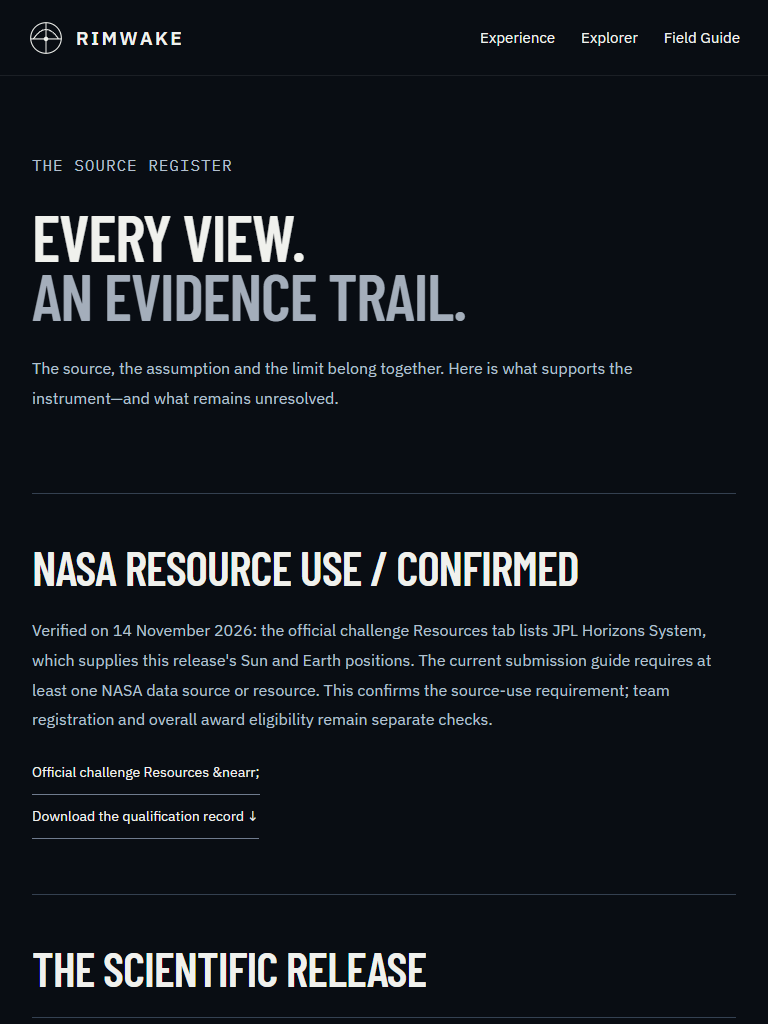 RIMWAKE
Experience Explorer Field Guide
THE SOURCE REGISTER
EVERY VIEW.
AN EVIDENCE TRAIL.
The source, the assumption and the limit belong together. Here is what supports the
instrument—and what remains unresolved.
NASA RESOURCE USE / CONFIRMED
Verified on 14 November 2026: the official challenge Resources tab lists JPL Horizons System,
which supplies this release's Sun and Earth positions. The current submission guide requires at
least one NASA data source or resource. This confirms the source-use requirement; team
registration and overall award eligibility remain separate checks.
Official challenge Resources &nearr;
Download the qualification record ↓
THE SCIENTIFIC RELEASE